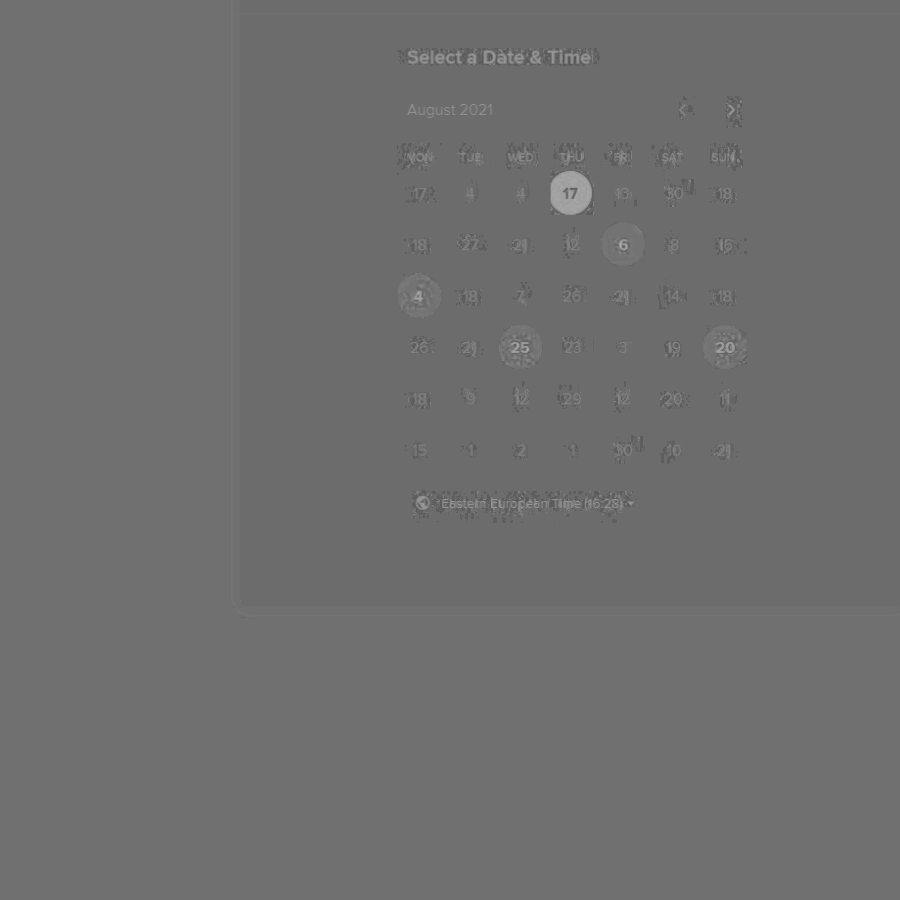 Select a Date & Time
August 2021
MON TUE WED THU FRI SAT SUN
17 4 4 17 13 30 18
18 27 21 12 6 8 16
4 18 7 26 21 14 18
26 21 25 23 3 19 20
18 9 12 29 12 20 11
15 1 2 1 30 10 21
Eastern European Time (16:28)